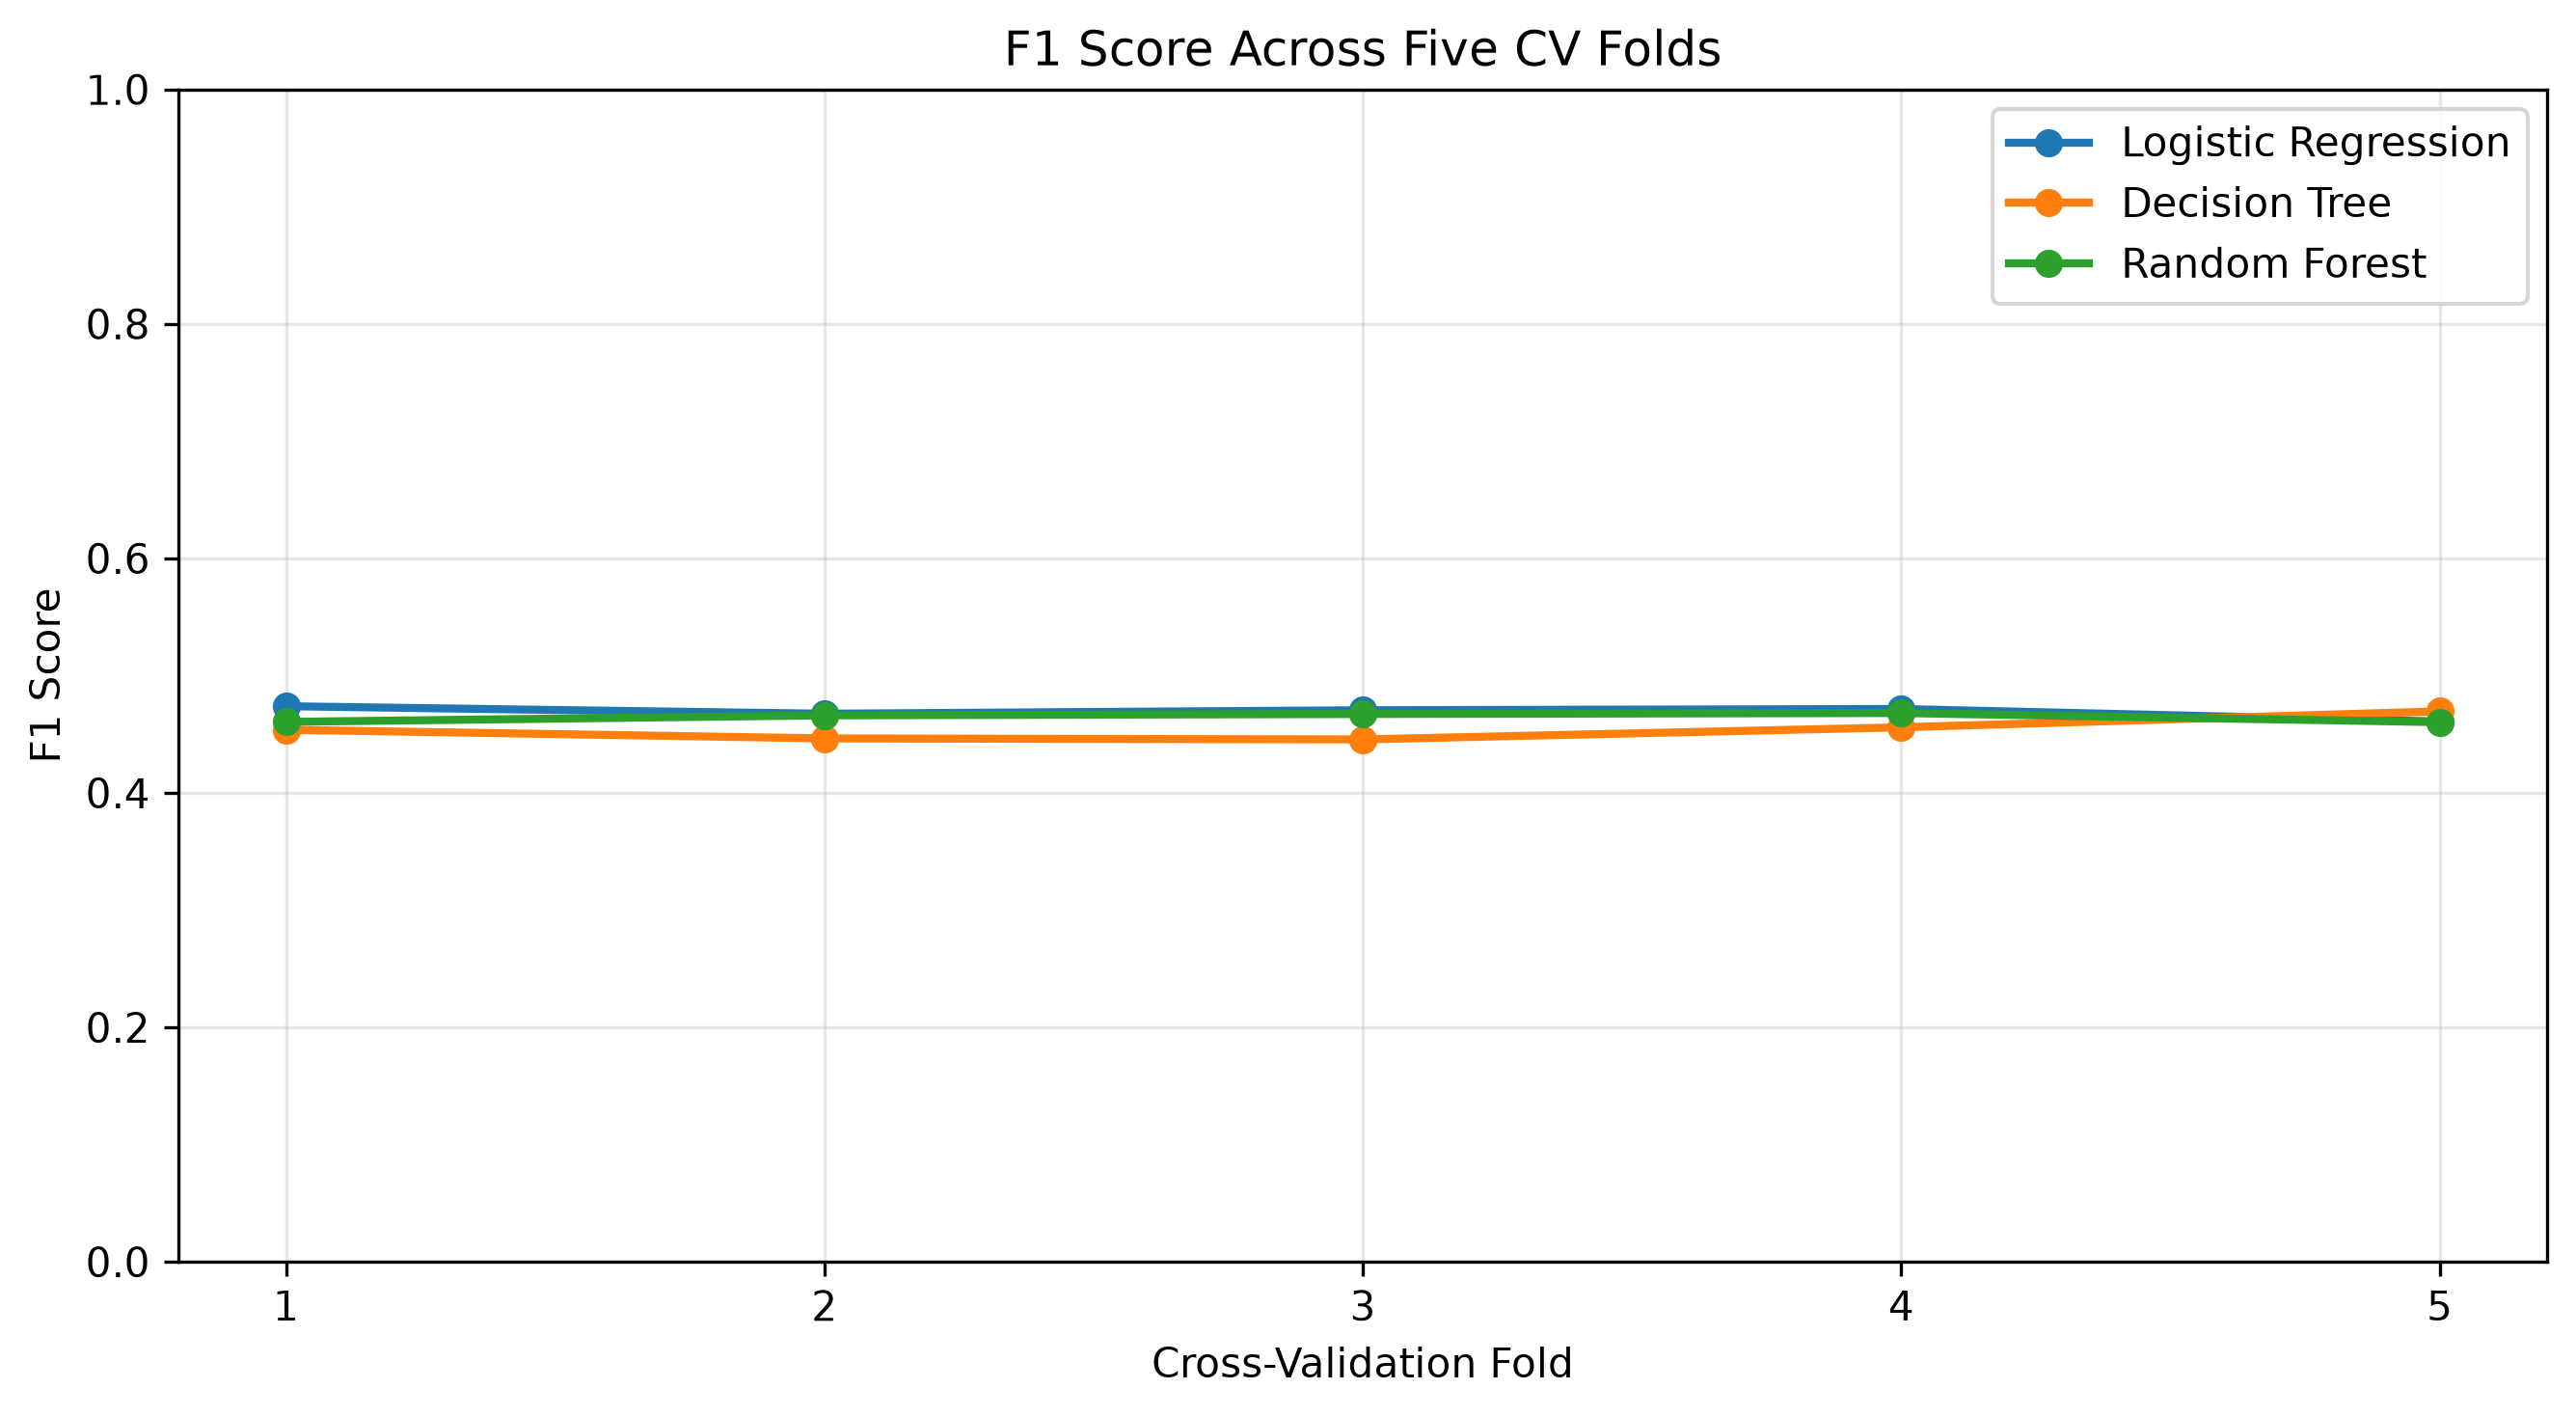 F1 Score Across Five CV Folds
1.0
0.8
0.6
0.4
0.2
0.0
F1 Score
Logistic Regression
Decision Tree
Random Forest
1 2 3 4 5
Cross-Validation Fold